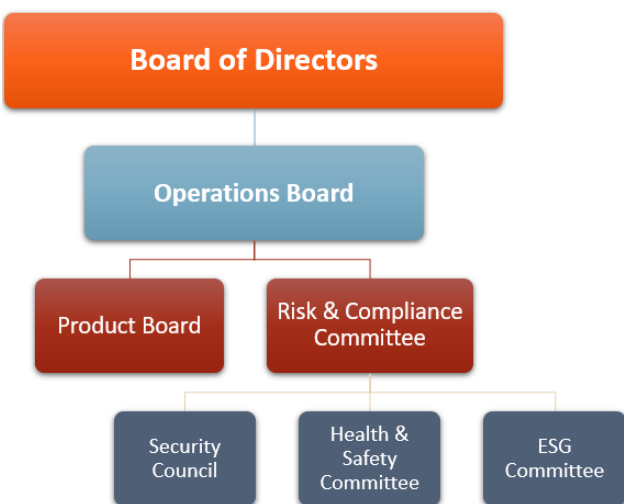 Board of Directors
Operations Board
Product Board
Risk & Compliance
Committee
Security
Council
Health &
Safety
Committee
ESG
Committee